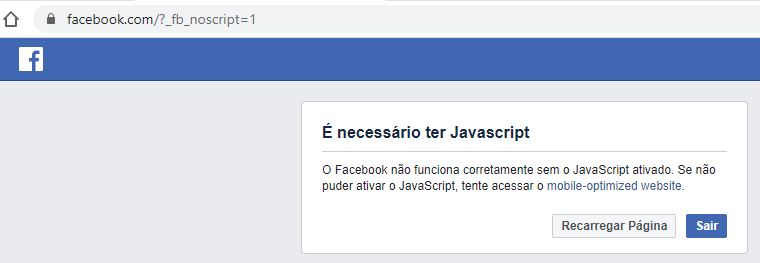 facebook.com/?_fb_noscript=1
É necessário ter Javascript
O Facebook não funciona corretamente sem o JavaScript ativado. Se não
puder ativar o JavaScript, tente acessar o mobile-optimized website.
Recarregar Página
Sair